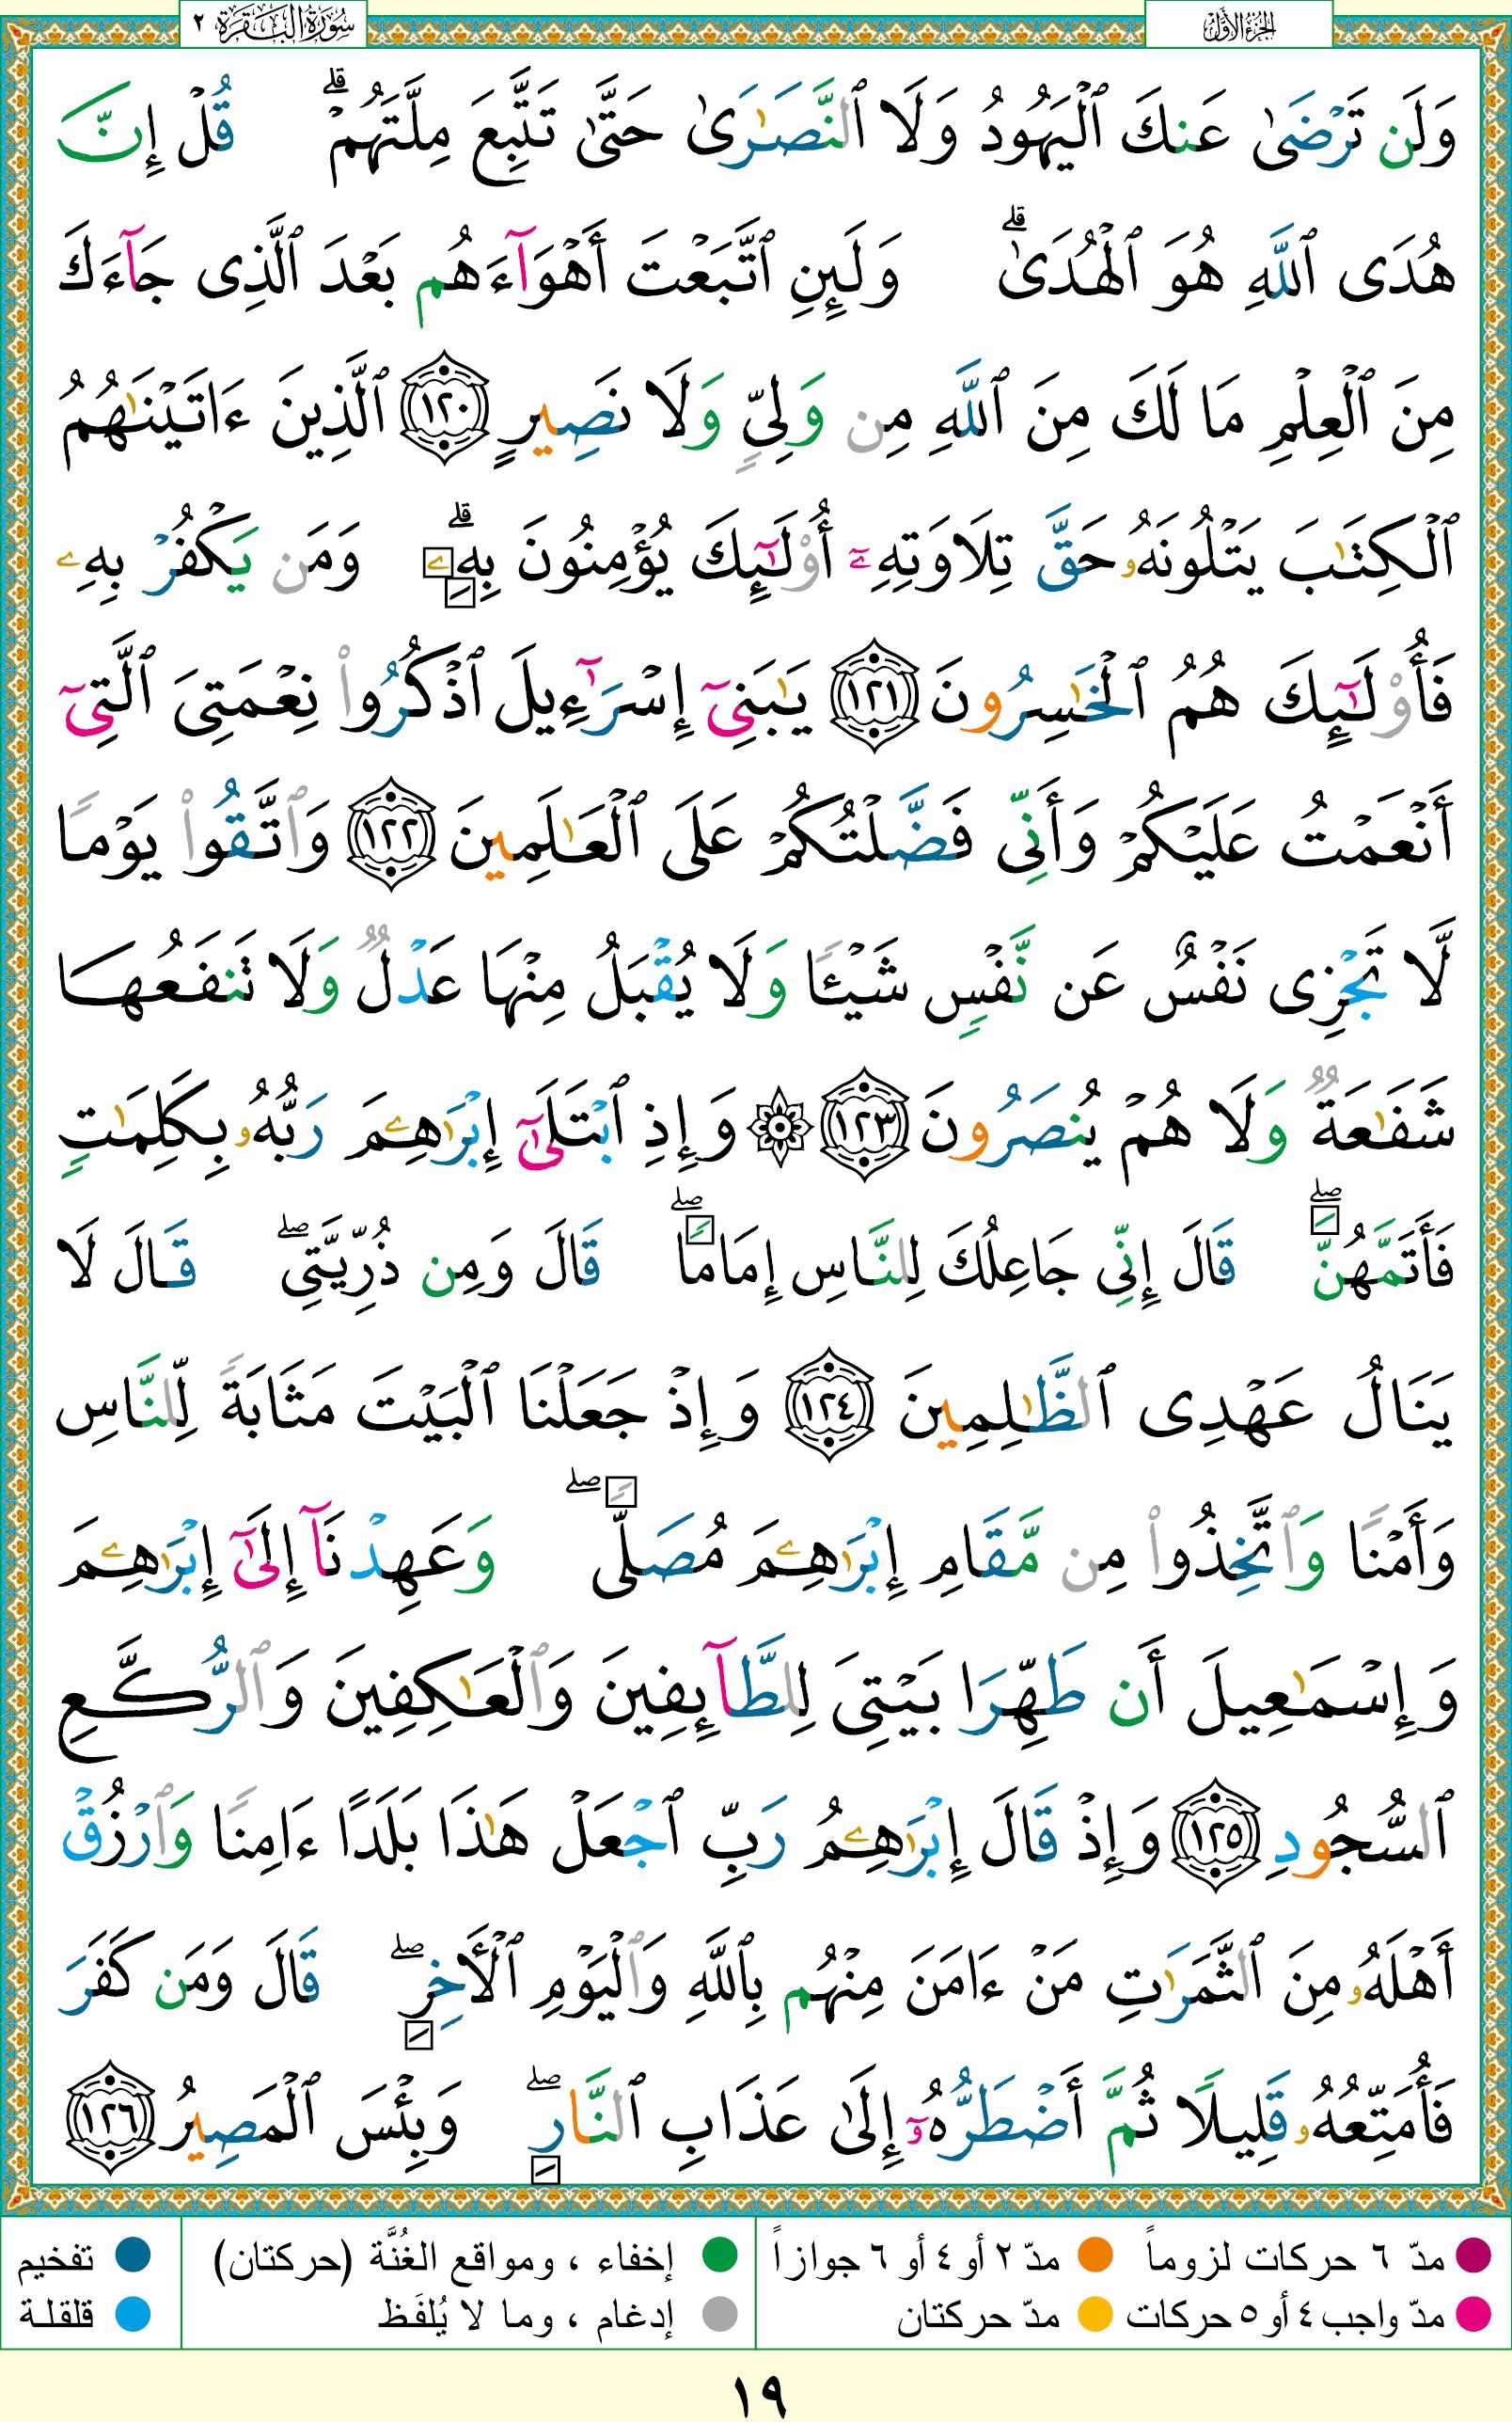 الجزء الأول
سورة البقرة ٢
وَلَن تَرْضَىٰ عَنكَ ٱلْيَهُودُ وَلَا ٱلنَّصَـٰرَىٰ حَتَّىٰ تَتَّبِعَ مِلَّتَهُمْ ۗ قُلْ إِنَّ
هُدَى ٱللَّهِ هُوَ ٱلْهُدَىٰ ۗ وَلَئِنِ ٱتَّبَعْتَ أَهْوَآءَهُم بَعْدَ ٱلَّذِى جَآءَكَ
مِنَ ٱلْعِلْمِ مَا لَكَ مِنَ ٱللَّهِ مِن وَلِىٍّ وَلَا نَصِيرٍ ١٢٠ ٱلَّذِينَ ءَاتَيْنَـٰهُمُ
ٱلْكِتَـٰبَ يَتْلُونَهُۥ حَقَّ تِلَاوَتِهِۦٓ أُو۟لَـٰٓئِكَ يُؤْمِنُونَ بِهِۦ ۗ وَمَن يَكْفُرْ بِهِۦ
فَأُو۟لَـٰٓئِكَ هُمُ ٱلْخَـٰسِرُونَ ١٢١ يَـٰبَنِىٓ إِسْرَٰٓءِيلَ ٱذْكُرُوا۟ نِعْمَتِىَ ٱلَّتِىٓ
أَنْعَمْتُ عَلَيْكُمْ وَأَنِّى فَضَّلْتُكُمْ عَلَى ٱلْعَـٰلَمِينَ ١٢٢ وَٱتَّقُوا۟ يَوْمًا
لَّا تَجْزِى نَفْسٌ عَن نَّفْسٍ شَيْـًٔا وَلَا يُقْبَلُ مِنْهَا عَدْلٌ وَلَا تَنفَعُهَا
شَفَـٰعَةٌ وَلَا هُمْ يُنصَرُونَ ١٢٣ ۞ وَإِذِ ٱبْتَلَىٰٓ إِبْرَٰهِـۧمَ رَبُّهُۥ بِكَلِمَـٰتٍ
فَأَتَمَّهُنَّ ۖ قَالَ إِنِّى جَاعِلُكَ لِلنَّاسِ إِمَامًا ۖ قَالَ وَمِن ذُرِّيَّتِى ۖ قَالَ لَا
يَنَالُ عَهْدِى ٱلظَّـٰلِمِينَ ١٢٤ وَإِذْ جَعَلْنَا ٱلْبَيْتَ مَثَابَةً لِّلنَّاسِ
وَأَمْنًا وَٱتَّخِذُوا۟ مِن مَّقَامِ إِبْرَٰهِـۧمَ مُصَلًّى ۖ وَعَهِدْنَآ إِلَىٰٓ إِبْرَٰهِـۧمَ
وَإِسْمَـٰعِيلَ أَن طَهِّرَا بَيْتِىَ لِلطَّآئِفِينَ وَٱلْعَـٰكِفِينَ وَٱلرُّكَّعِ
ٱلسُّجُودِ ١٢٥ وَإِذْ قَالَ إِبْرَٰهِـۧمُ رَبِّ ٱجْعَلْ هَـٰذَا بَلَدًا ءَامِنًا وَٱرْزُقْ
أَهْلَهُۥ مِنَ ٱلثَّمَرَٰتِ مَنْ ءَامَنَ مِنْهُم بِٱللَّهِ وَٱلْيَوْمِ ٱلْـَٔاخِرِ ۖ قَالَ وَمَن كَفَرَ
فَأُمَتِّعُهُۥ قَلِيلًا ثُمَّ أَضْطَرُّهُۥٓ إِلَىٰ عَذَابِ ٱلنَّارِ ۖ وَبِئْسَ ٱلْمَصِيرُ ١٢٦
مدّ ٦ حركات لزوماً
مدّ ٢ أو ٤ أو ٦ جوازاً
إخفاء ، ومواقع الغُنَّة (حركتان)
تفخيم
مدّ واجب ٤ أو ٥ حركات
مدّ حركتان
إدغام ، وما لا يُلفَظ
قلقلة
١٩